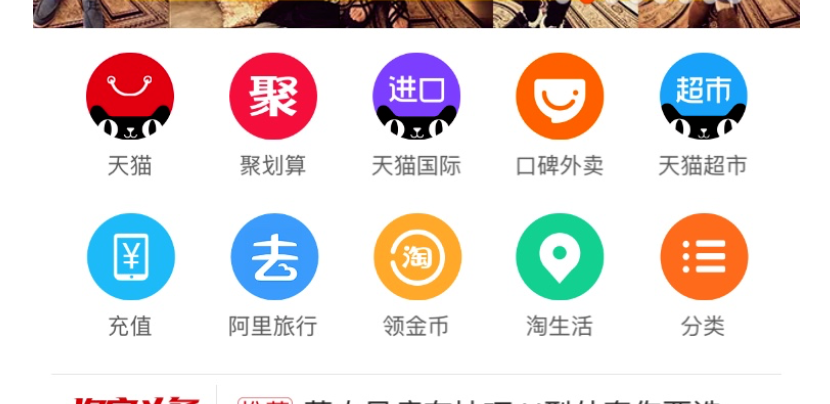 聚
进口
超市
天猫
聚划算
天猫国际
口碑外卖
天猫超市
¥
去
淘
充值
阿里旅行
领金币
淘生活
分类